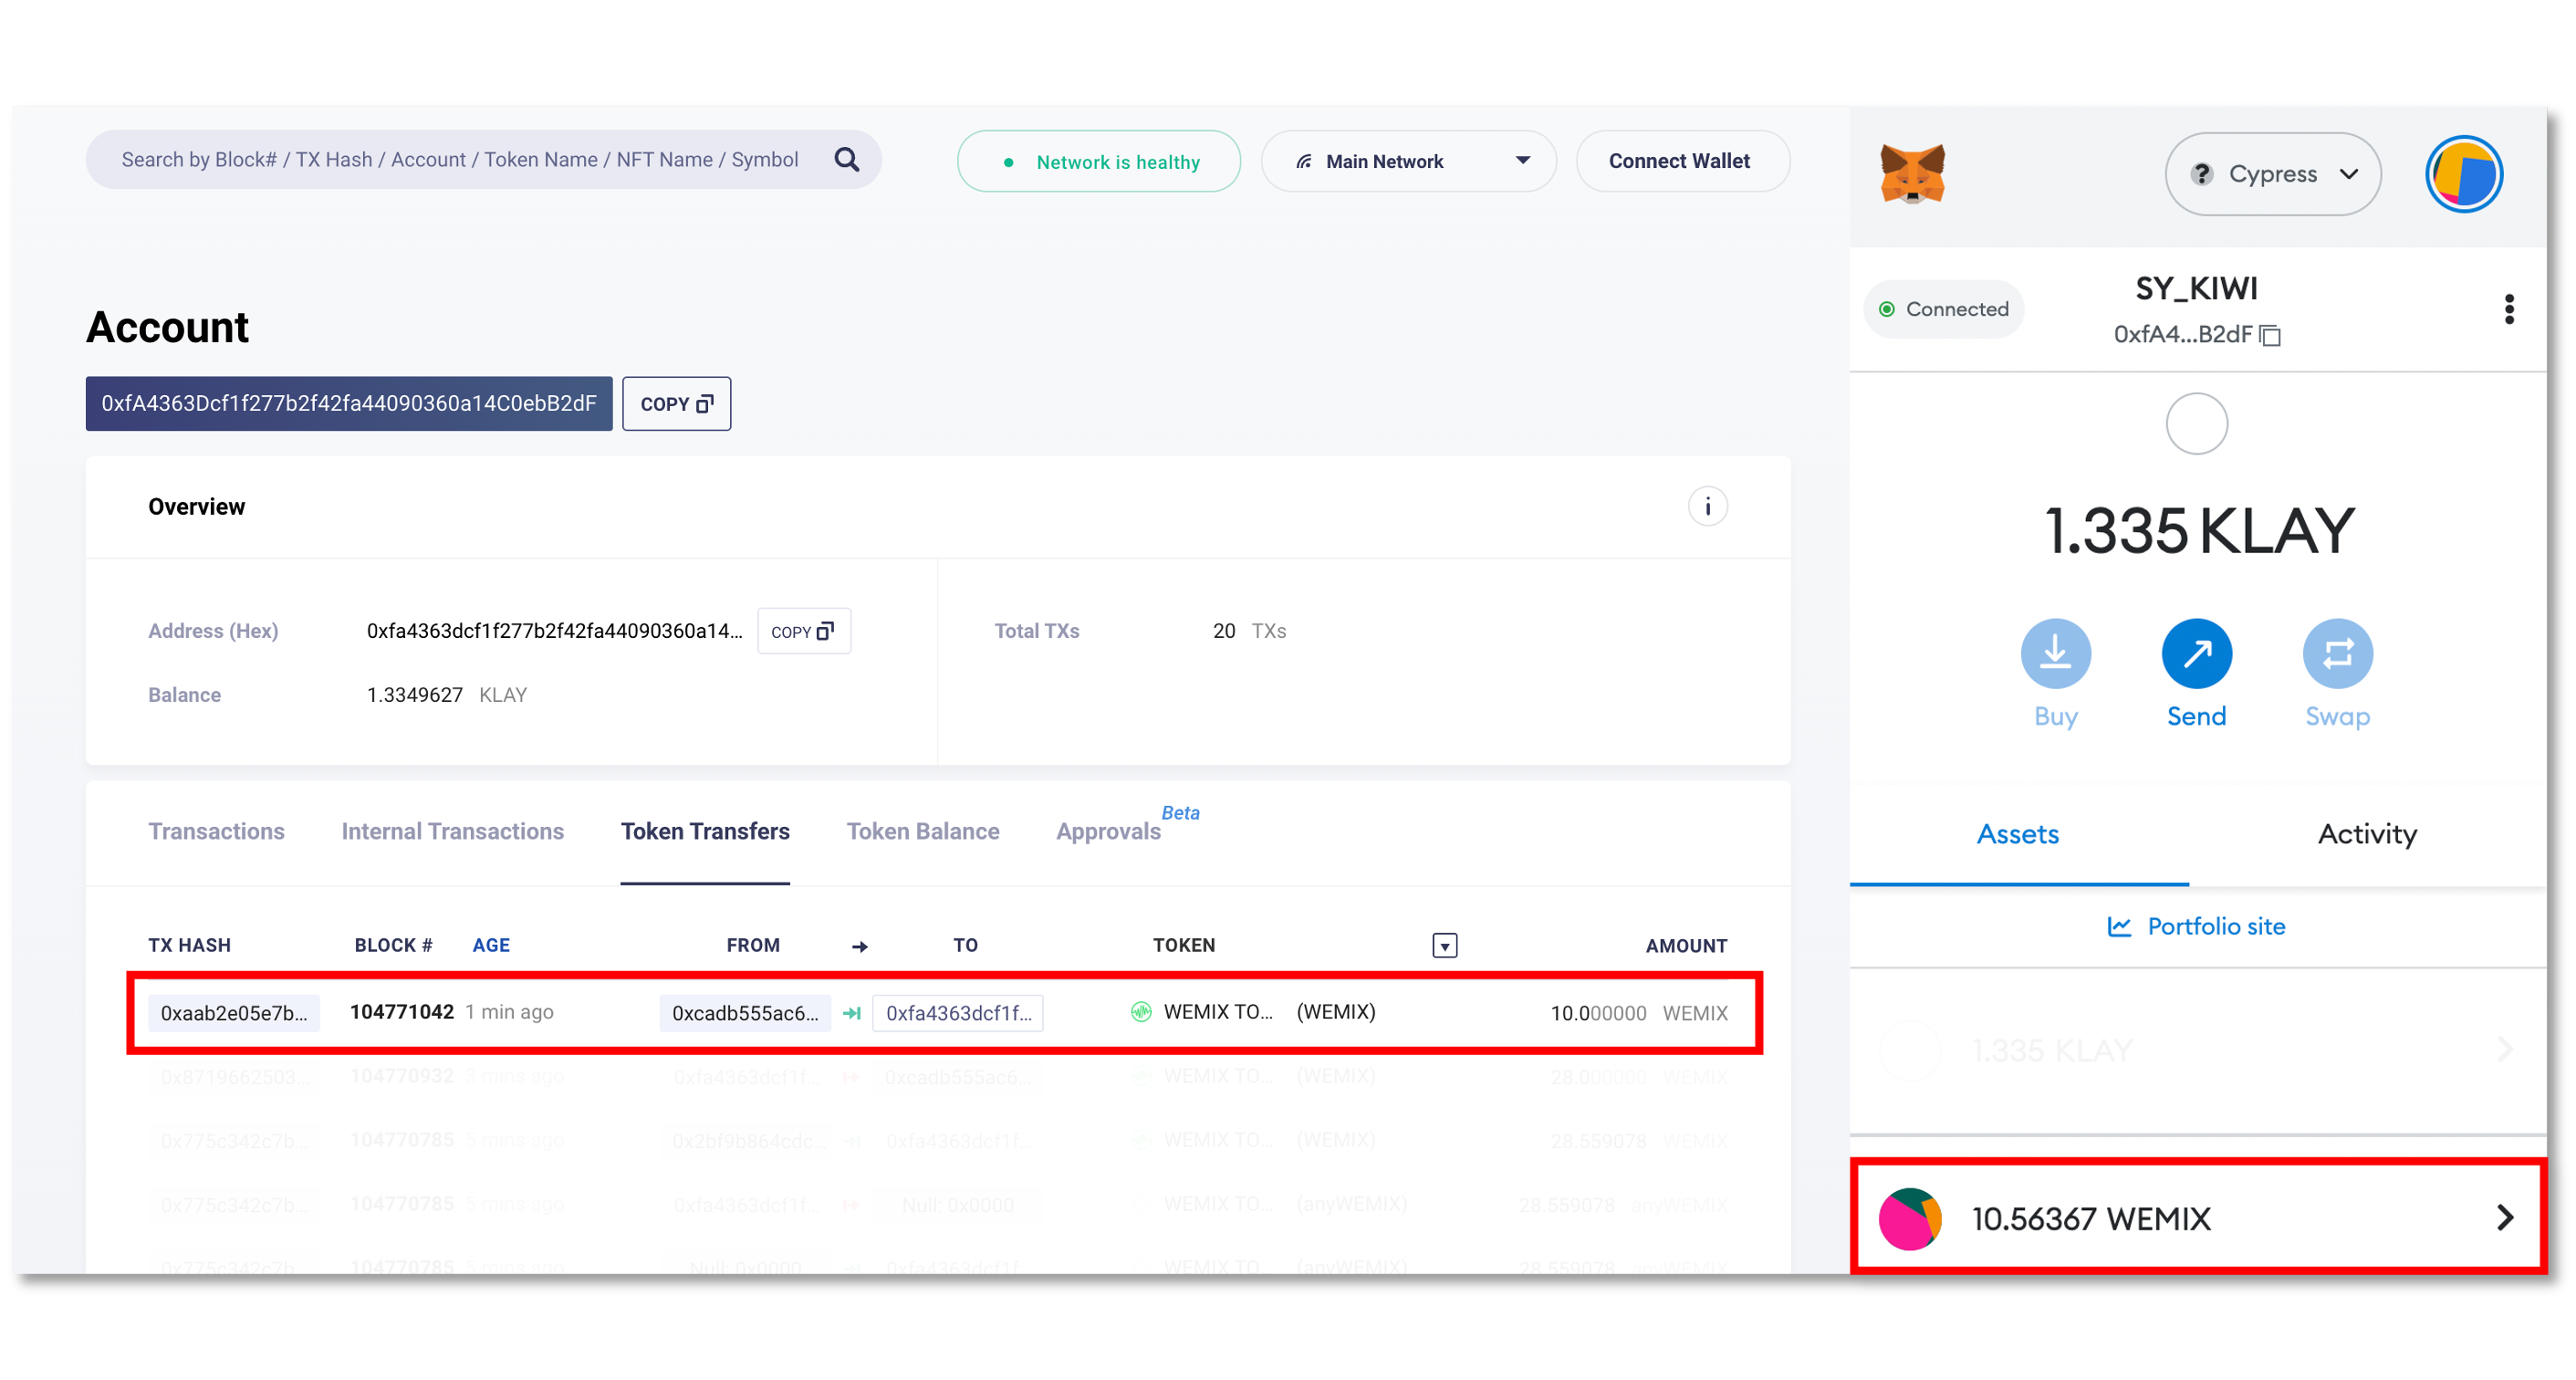 Search by Block# / TX Hash / Account / Token Name / NFT Name / Symbol
Network is healthy
Main Network
Connect Wallet
Account
0xfA4363Dcf1f277b2f42fa44090360a14C0ebB2dF COPY
Overview
i
Address (Hex) 0xfa4363dcf1f277b2f42fa44090360a14... COPY
Total TXs 20 TXs
Balance 1.3349627 KLAY
Transactions Internal Transactions Token Transfers Token Balance Approvals Beta
TX HASH BLOCK # AGE FROM TO TOKEN AMOUNT
0xaab2e05e7b... 104771042 1 min ago 0xcadb555ac6... 0xfa4363dcf1f... WEMIX TO... (WEMIX) 10.000000 WEMIX
0x8719662503... 104770932 3 mins ago 0xfa4363dcf1f... 0xcadb555ac6... WEMIX TO... (WEMIX) 28.000000 WEMIX
0x775c342c7b... 104770785 5 mins ago 0x2bf9b864cdc... 0xfa4363dcf1f... WEMIX TO... (WEMIX) 28.559078 WEMIX
0x775c342c7b... 104770785 5 mins ago 0xfa4363dcf1f... Null: 0x0000 WEMIX TO... (anyWEMIX) 28.559078 anyWEMIX
0x775c342c7b... 104770785 5 mins ago Null: 0x0000 0xfa4363dcf1f... WEMIX TO... (anyWEMIX) 28.559078 anyWEMIX
? Cypress
Connected
SY_KIWI
0xfA4...B2dF
1.335 KLAY
Buy Send Swap
Assets Activity
Portfolio site
1.335 KLAY
10.56367 WEMIX